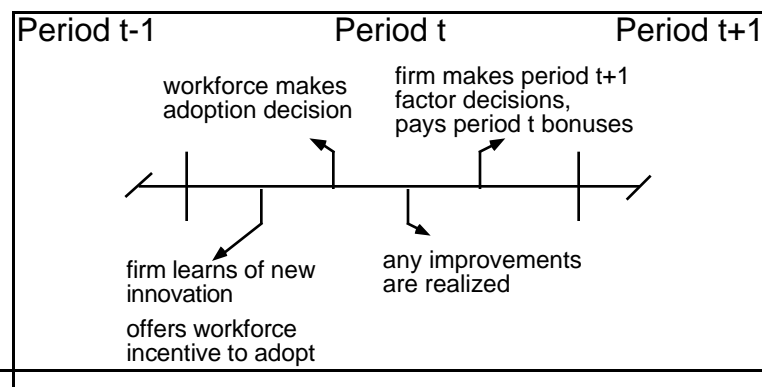 Period t-1 Period t Period t+1
workforce makes
adoption decision
firm makes period t+1
factor decisions,
pays period t bonuses
firm learns of new
innovation
offers workforce
incentive to adopt
any improvements
are realized